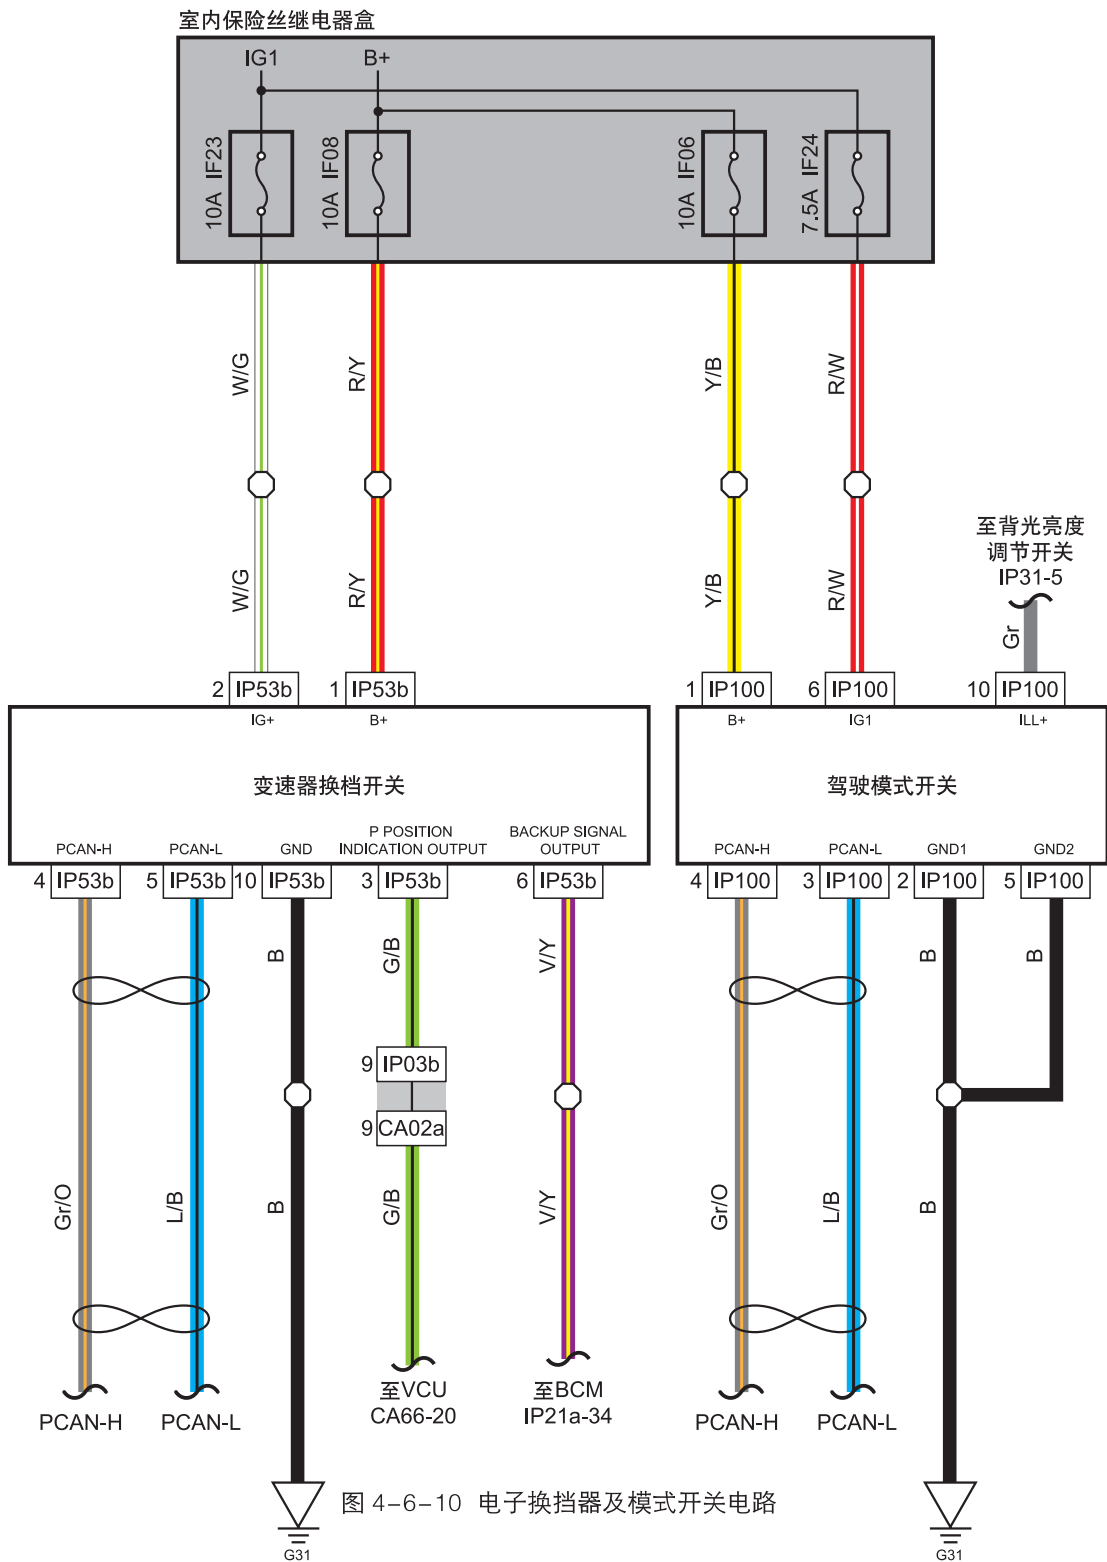 室内保险丝继电器盒
IG1
B+
10A IF23
10A IF08
10A IF06
7.5A IF24
W/G
R/Y
Y/B
R/W
至背光亮度
调节开关
IP31-5
W/G
R/Y
Y/B
R/W
Gr
2 IP53b
1 IP53b
1 IP100
6 IP100
10 IP100
IG+
B+
B+
IG1
ILL+
变速器换档开关
驾驶模式开关
PCAN-H
PCAN-L
GND
P POSITION
INDICATION OUTPUT
BACKUP SIGNAL
OUTPUT
PCAN-H
PCAN-L
GND1
GND2
4 IP53b
5 IP53b
10 IP53b
3 IP53b
6 IP53b
4 IP100
3 IP100
2 IP100
5 IP100
B
G/B
V/Y
B
B
9 IP03b
9 CA02a
Gr/O
L/B
B
G/B
V/Y
Gr/O
L/B
B
PCAN-H
PCAN-L
至VCU
CA66-20
至BCM
IP21a-34
PCAN-H
PCAN-L
图 4-6-10 电子换挡器及模式开关电路
G31
G31